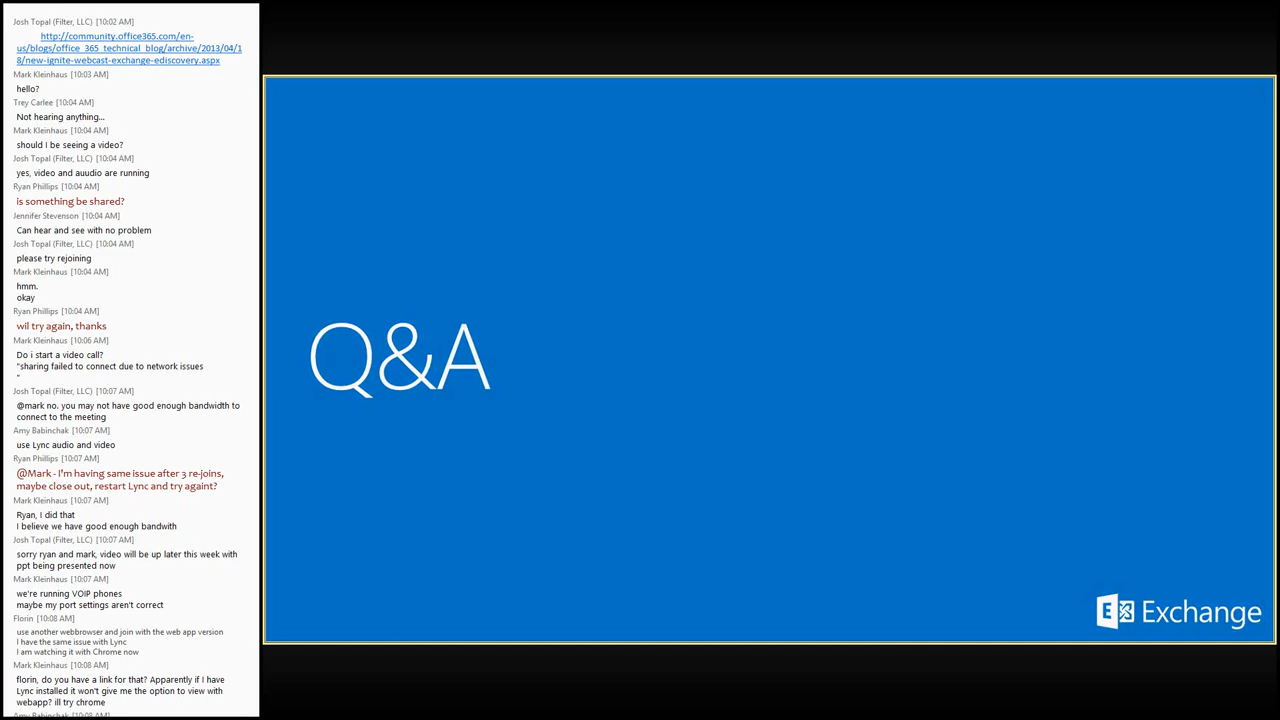 Josh Topal (Filter, LLC) [10:02 AM]
http://community.office365.com/en-
us/blogs/office_365_technical_blog/archive/2013/04/1
8/new-ignite-webcast-exchange-ediscovery.aspx
Mark Kleinhaus [10:03 AM]
hello?
Trey Carlee [10:04 AM]
Not hearing anything...
Mark Kleinhaus [10:04 AM]
should I be seeing a video?
Josh Topal (Filter, LLC) [10:04 AM]
yes, video and auudio are running
Ryan Phillips [10:04 AM]
is something be shared?
Jennifer Stevenson [10:04 AM]
Can hear and see with no problem
Josh Topal (Filter, LLC) [10:04 AM]
please try rejoining
Mark Kleinhaus [10:04 AM]
hmm.
okay
Ryan Phillips [10:04 AM]
wil try again, thanks
Mark Kleinhaus [10:06 AM]
Do i start a video call?
"sharing failed to connect due to network issues
"
Josh Topal (Filter, LLC) [10:07 AM]
@mark no. you may not have good enough bandwidth to
connect to the meeting
Amy Babinchak [10:07 AM]
use Lync audio and video
Ryan Phillips [10:07 AM]
@Mark - I'm having same issue after 3 re-joins,
maybe close out, restart Lync and try againt?
Mark Kleinhaus [10:07 AM]
Ryan, I did that
I believe we have good enough bandwith
Josh Topal (Filter, LLC) [10:07 AM]
sorry ryan and mark, video will be up later this week with
ppt being presented now
Mark Kleinhaus [10:07 AM]
we're running VOIP phones
maybe my port settings aren't correct
Florin [10:08 AM]
use another webbrowser and join with the web app version
I have the same issue with Lync
I am watching it with Chrome now
Mark Kleinhaus [10:08 AM]
florin, do you have a link for that? Apparently if I have
Lync installed it won't give me the option to view with
webapp? ill try chrome
Amy Babinchak [10:08 AM]
Q&A
Exchange